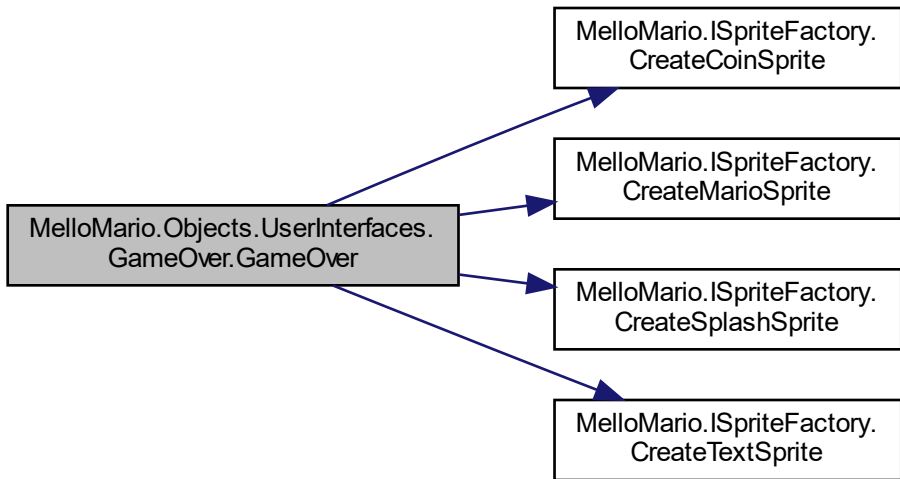 MelloMario.ISpriteFactory.
CreateCoinSprite
MelloMario.ISpriteFactory.
CreateMarioSprite
MelloMario.Objects.UserInterfaces.
GameOver.GameOver
MelloMario.ISpriteFactory.
CreateSplashSprite
MelloMario.ISpriteFactory.
CreateTextSprite